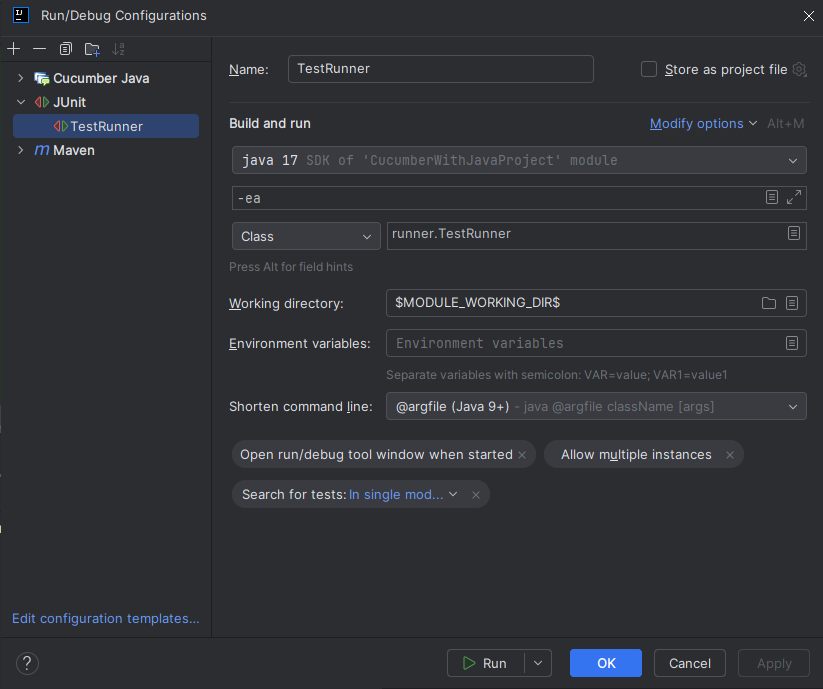 Run/Debug Configurations
Cucumber Java
JUnit
TestRunner
Maven
Edit configuration templates...
Name: TestRunner Store as project file
Build and run Modify options Alt+M
java 17 SDK of 'CucumberWithJavaProject' module
-ea
Class runner.TestRunner
Press Alt for field hints
Working directory: $MODULE_WORKING_DIR$
Environment variables: Environment variables
Separate variables with semicolon: VAR=value; VAR1=value1
Shorten command line: @argfile (Java 9+) - java @argfile className [args]
Open run/debug tool window when started × Allow multiple instances ×
Search for tests: In single mod... ×
? Run OK Cancel Apply